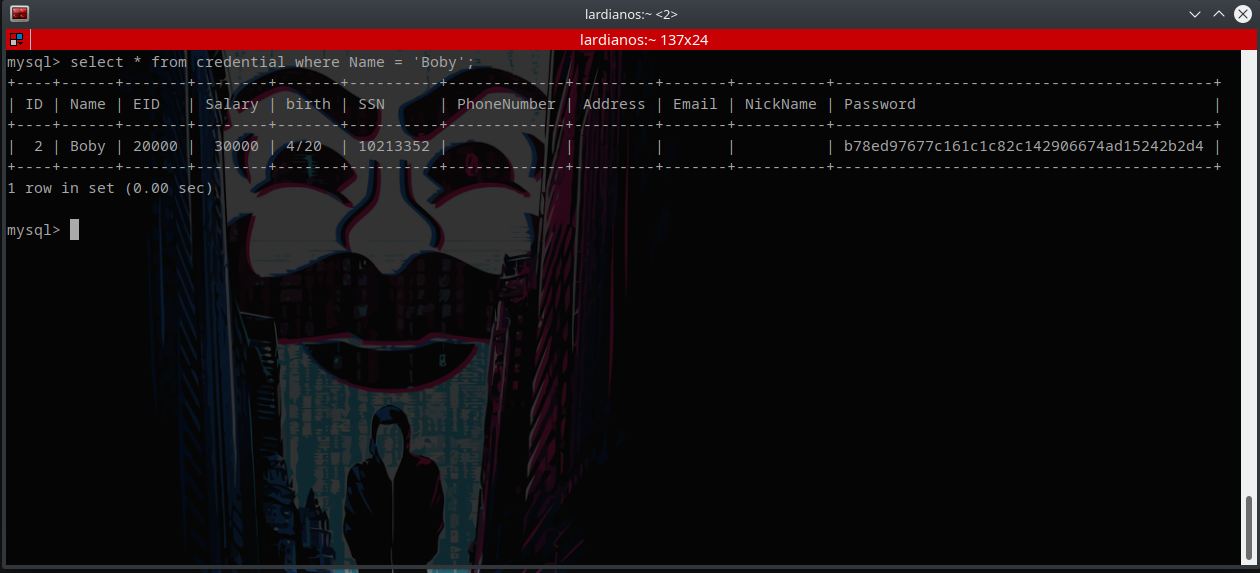 lardianos:~ <2>
lardianos:~ 137x24
mysql> select * from credential where Name = 'Boby';
+----+------+-------+--------+-------+----------+-------------+---------+-------+----------+------------------------------------------+
| ID | Name | EID   | Salary | birth | SSN      | PhoneNumber | Address | Email | NickName | Password                                 |
+----+------+-------+--------+-------+----------+-------------+---------+-------+----------+------------------------------------------+
|  2 | Boby | 20000 |  30000 | 4/20  | 10213352 |             |         |       |          | b78ed97677c161c1c82c142906674ad15242b2d4 |
+----+------+-------+--------+-------+----------+-------------+---------+-------+----------+------------------------------------------+
1 row in set (0.00 sec)
mysql>